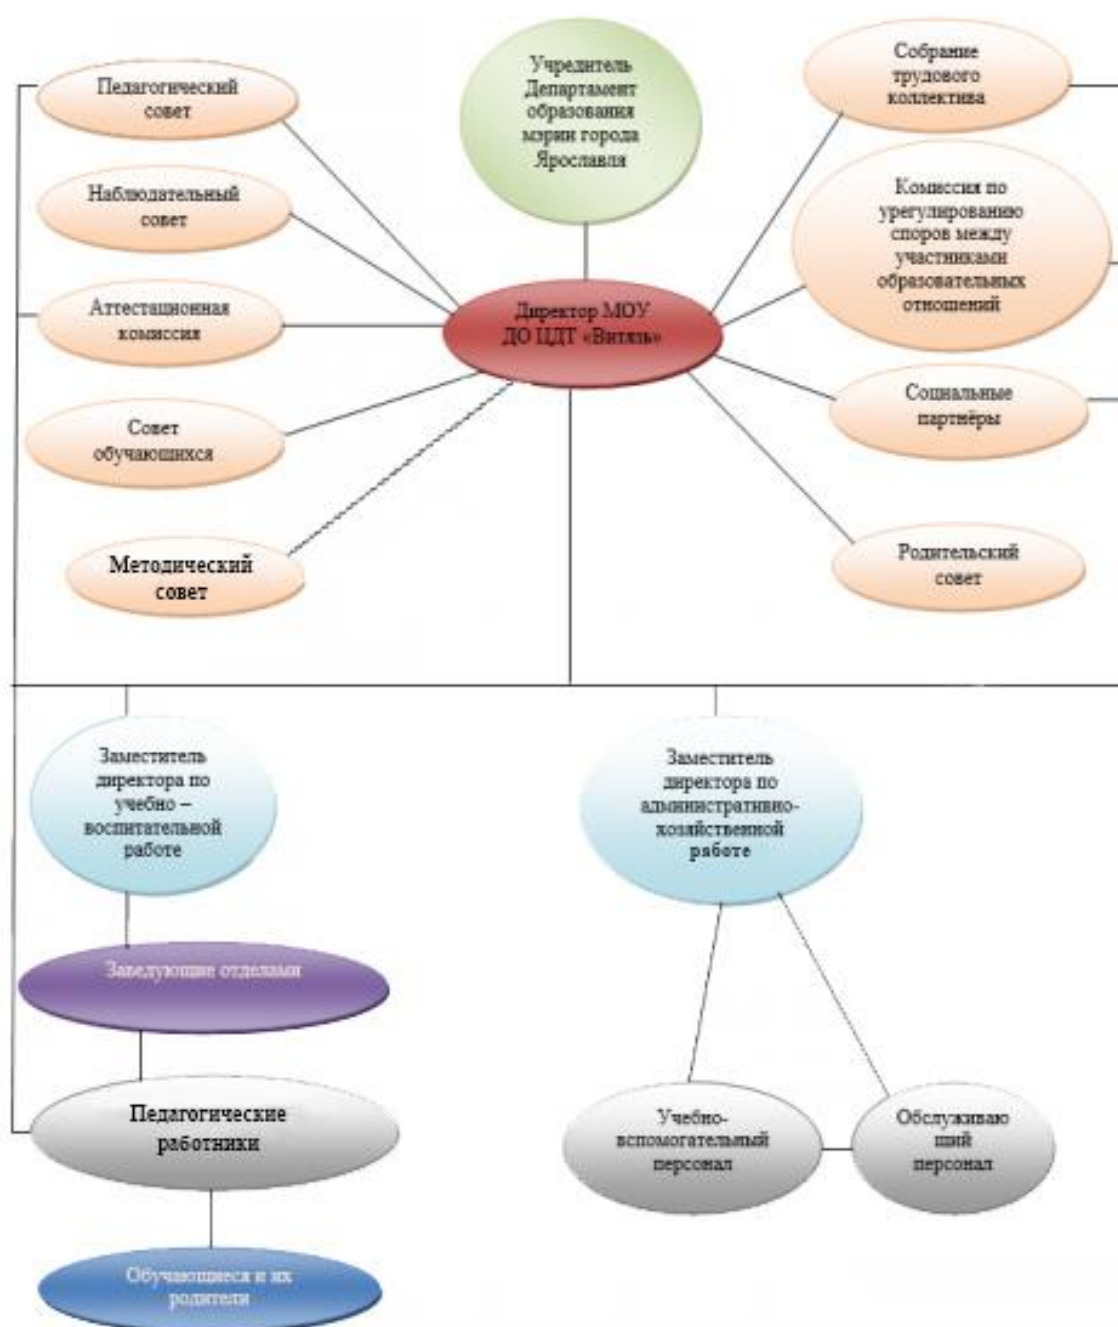 Педагогический
совет
Учредитель
Департамент
образования
мэрии города
Ярославля
Собрание
трудового
коллектива
Наблюдательный
совет
Комиссия по
урегулированию
споров между
участниками
образовательных
отношений
Аттестационная
комиссия
Директор МОУ
ДО ЦДТ «Витязь»
Совет
обучающихся
Социальные
партнёры
Методический
совет
Родительский
совет
Заместитель
директора по
учебно –
воспитательной
работе
Заместитель
директора по
административно-
хозяйственной
работе
Заведующие отделами
Педагогические
работники
Учебно-
вспомогательный
персонал
Обслуживаю
щий
персонал
Обучающиеся и их
родители